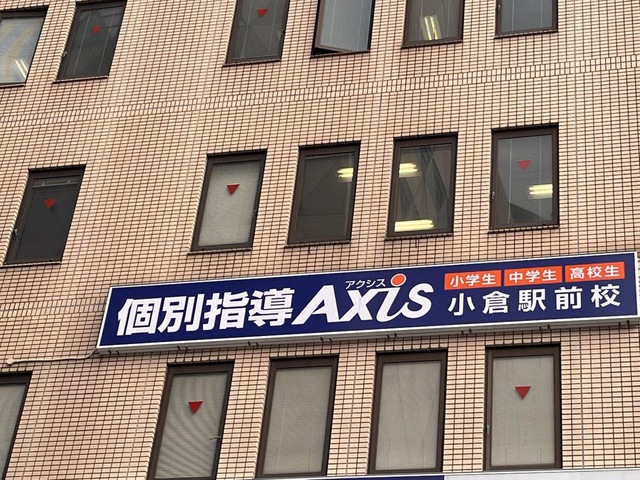 個別指導Axis
アクシス
小学生 中学生 高校生
小倉駅前校